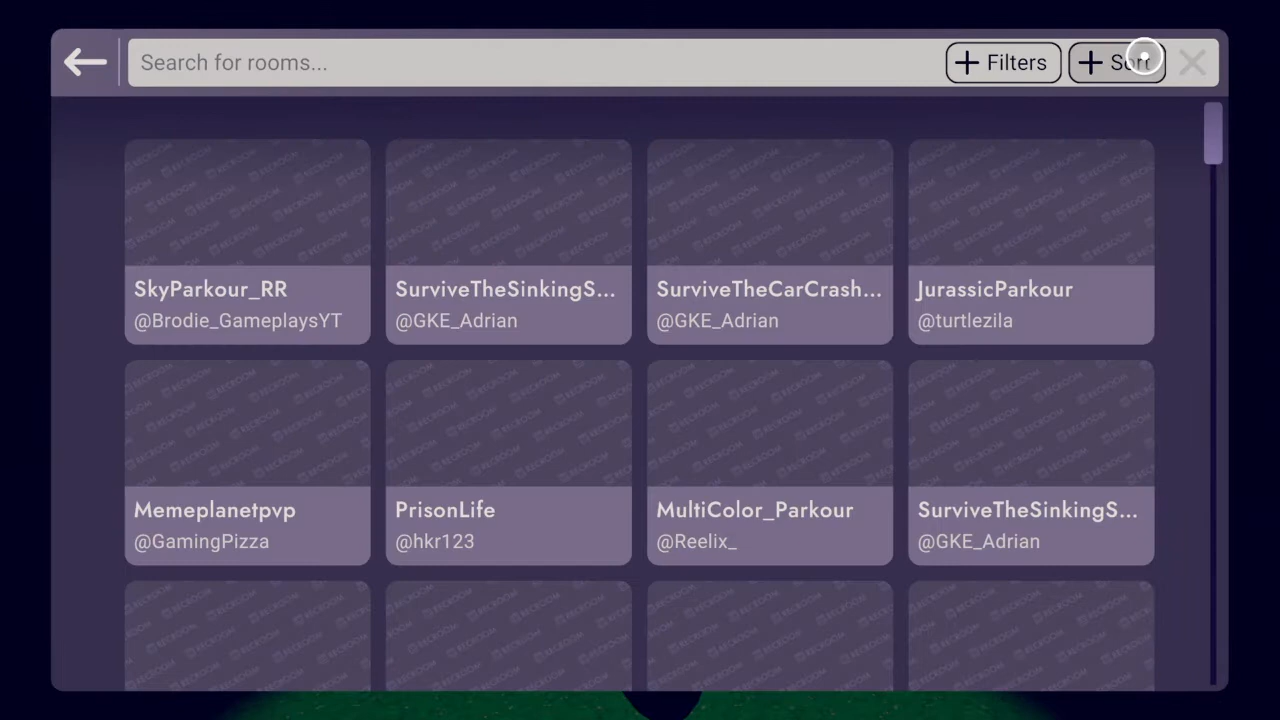 Search for rooms...
Filters
Sort
SkyParkour_RR
@Brodie_GameplaysYT
SurviveTheSinkingS...
@GKE_Adrian
SurviveTheCarCrash...
@GKE_Adrian
JurassicParkour
@turtlezila
Memeplanetpvp
@GamingPizza
PrisonLife
@hkr123
MultiColor_Parkour
@Reelix_
SurviveTheSinkingS...
@GKE_Adrian